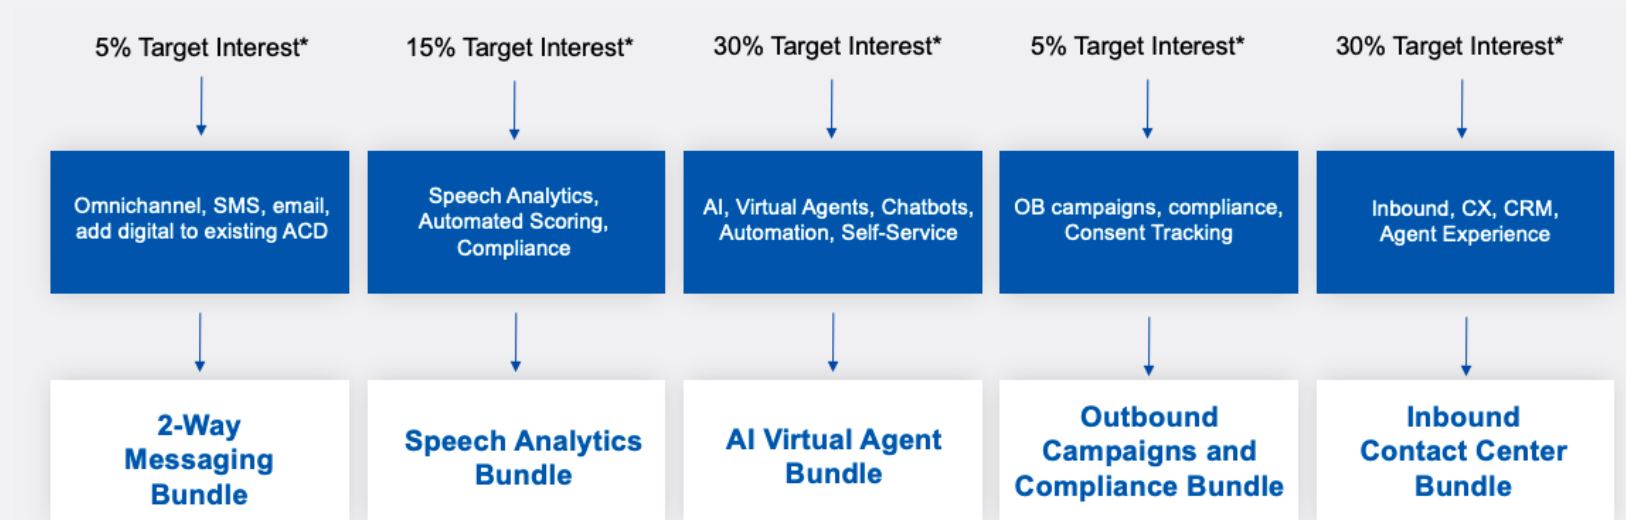 5% Target Interest*
15% Target Interest*
30% Target Interest*
5% Target Interest*
30% Target Interest*
Omnichannel, SMS, email,
add digital to existing ACD
Speech Analytics,
Automated Scoring,
Compliance
AI, Virtual Agents, Chatbots,
Automation, Self-Service
OB campaigns, compliance,
Consent Tracking
Inbound, CX, CRM,
Agent Experience
2-Way
Messaging
Bundle
Speech Analytics
Bundle
AI Virtual Agent
Bundle
Outbound
Campaigns and
Compliance Bundle
Inbound
Contact Center
Bundle